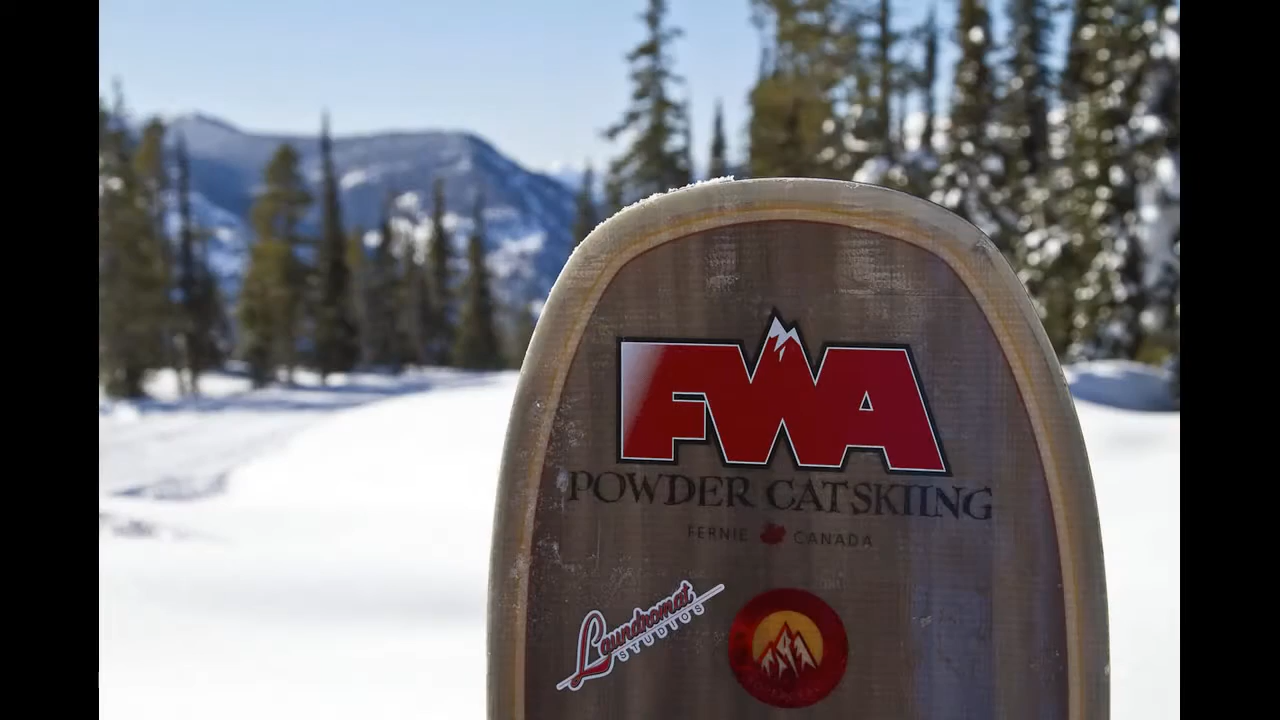 FWA
POWDER CATSKIING
FERNIE CANADA
Laundromat
STUDIOS